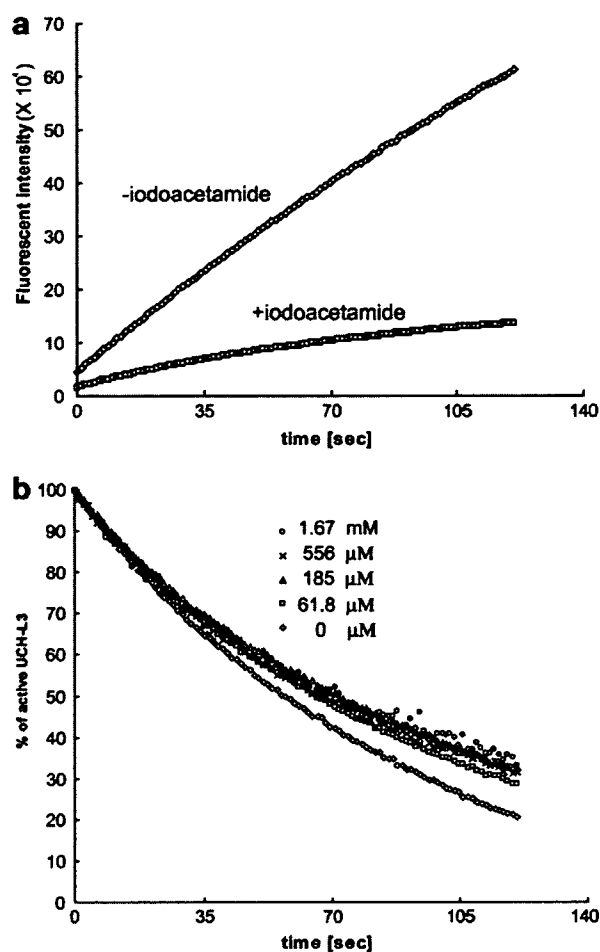 a
70
60
50
40
30
20
10
0
Fluorescent Intensity (X 10⁴)
-iodoacetamide
+iodoacetamide
0 35 70 105 140
time [sec]
b
100
90
80
70
60
50
40
30
20
10
0
% of active UCH-L3
1.67 mM
556 μM
185 μM
61.8 μM
0 μM
0 35 70 105 140
time [sec]